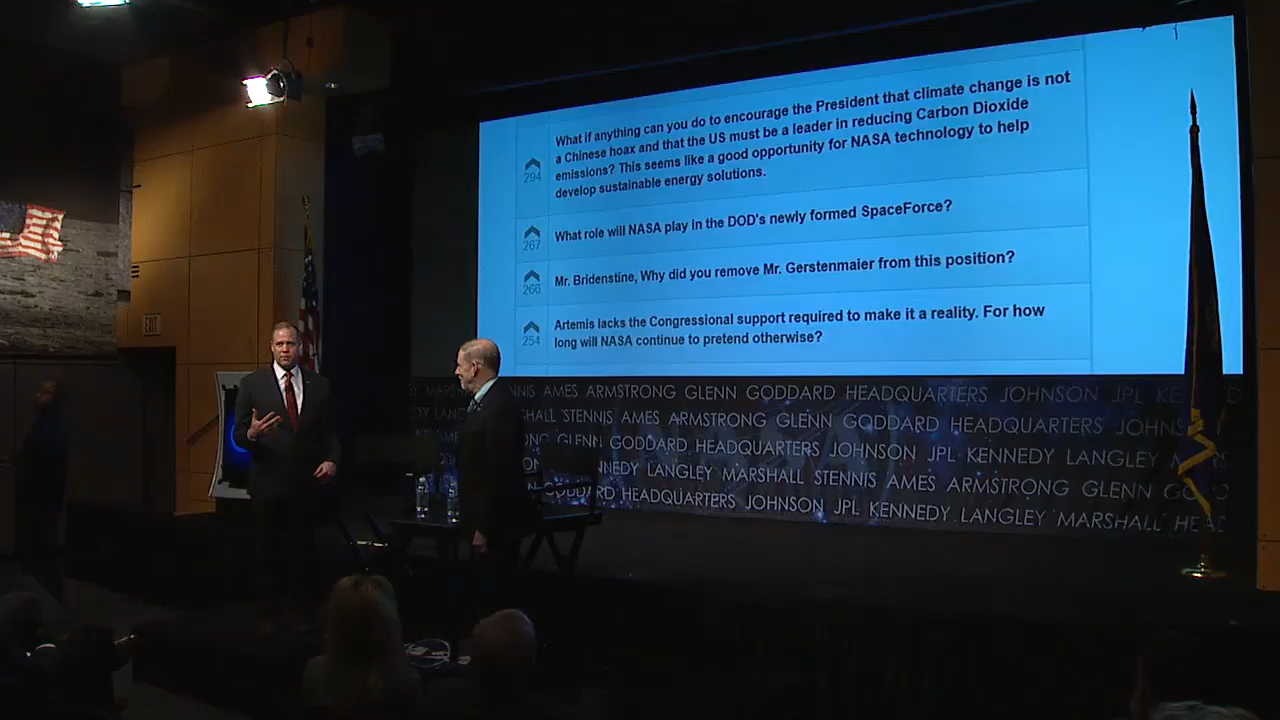 294
What if anything can you do to encourage the President that climate change is not
a Chinese hoax and that the US must be a leader in reducing Carbon Dioxide
emissions? This seems like a good opportunity for NASA technology to help
develop sustainable energy solutions.
267
What role will NASA play in the DOD's newly formed SpaceForce?
266
Mr. Bridenstine, Why did you remove Mr. Gerstenmaier from this position?
254
Artemis lacks the Congressional support required to make it a reality. For how
long will NASA continue to pretend otherwise?
EXIT
AMES ARMSTRONG GLENN GODDARD HEADQUARTERS JOHNSON JPL
STENNIS AMES ARMSTRONG GLENN GODDARD HEADQUARTERS
GLENN GODDARD HEADQUARTERS JOHNSON JPL KENNEDY LANGLEY
LANGLEY MARSHALL STENNIS AMES ARMSTRONG GLENN
HEADQUARTERS JOHNSON JPL KENNEDY LANGLEY MARSHALL